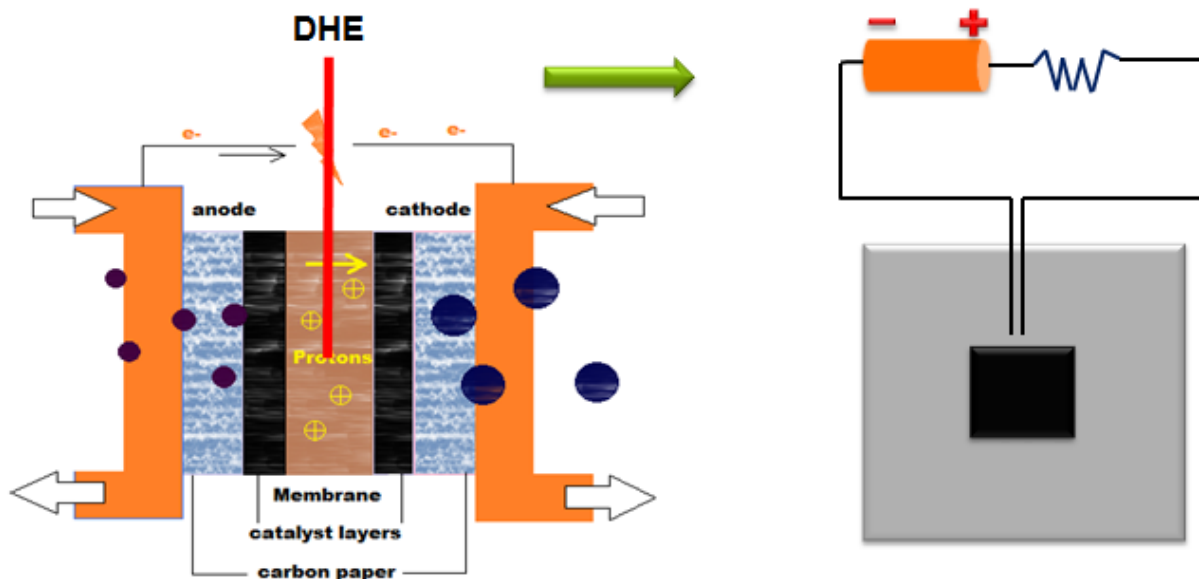 DHE
− +
e- e- e-
anode cathode
Protons
Membrane
catalyst layers
carbon paper